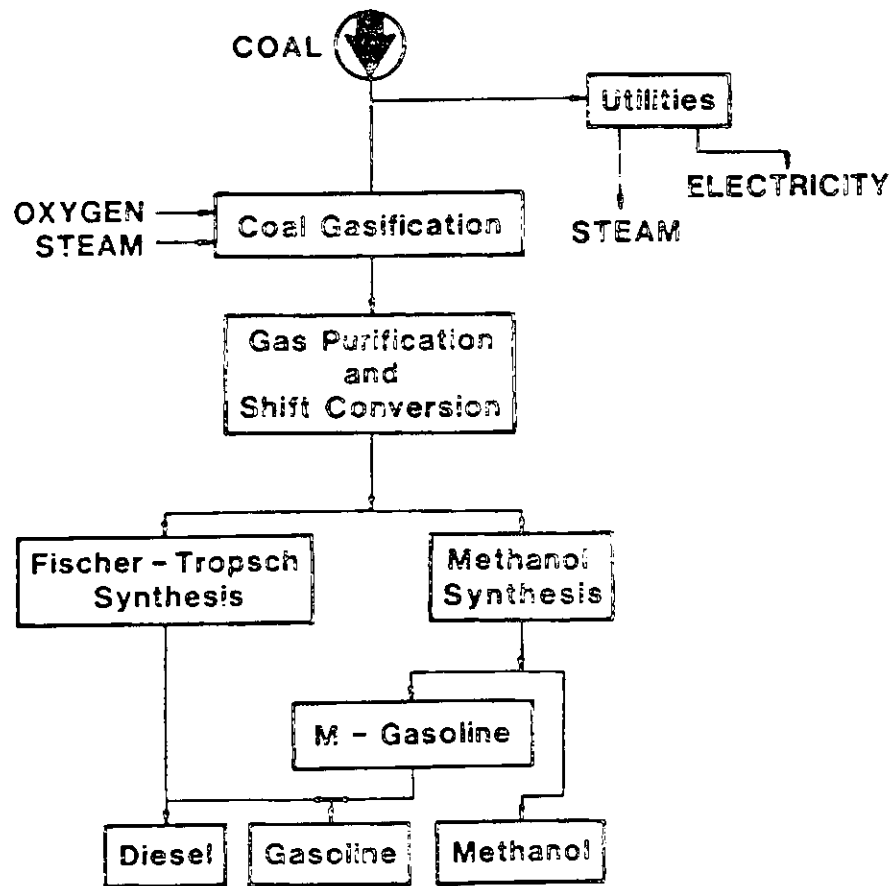 COAL
Utilities
ELECTRICITY
STEAM
OXYGEN
STEAM
Coal Gasification
Gas Purification
and
Shift Conversion
Fischer - Tropsch
Synthesis
Methanol
Synthesis
M - Gasoline
Diesel
Gasoline
Methanol